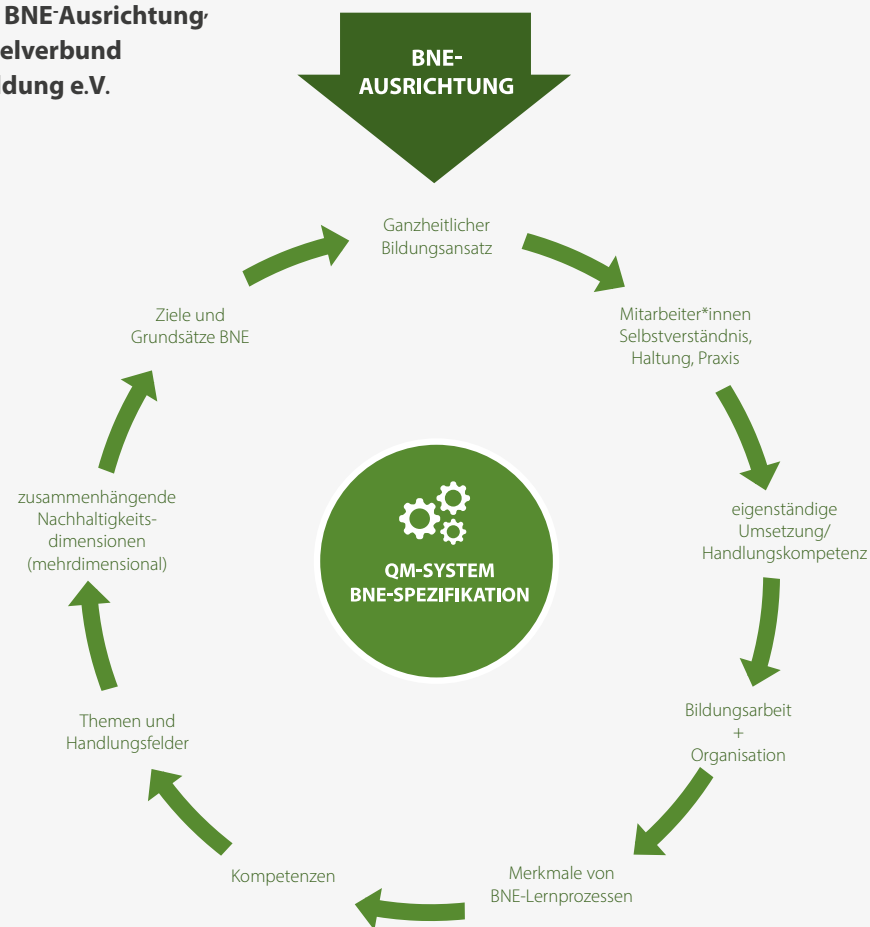 BNE-Ausrichtung,
elverbund
ldung e.V.
BNE-
AUSRICHTUNG
Ganzheitlicher
Bildungsansatz
Mitarbeiter*innen
Selbstverständnis,
Haltung, Praxis
eigenständige
Umsetzung/
Handlungskompetenz
Bildungsarbeit
+
Organisation
Merkmale von
BNE-Lernprozessen
Kompetenzen
Themen und
Handlungsfelder
zusammenhängende
Nachhaltigkeits-
dimensionen
(mehrdimensional)
Ziele und
Grundsätze BNE
QM-SYSTEM
BNE-SPEZIFIKATION